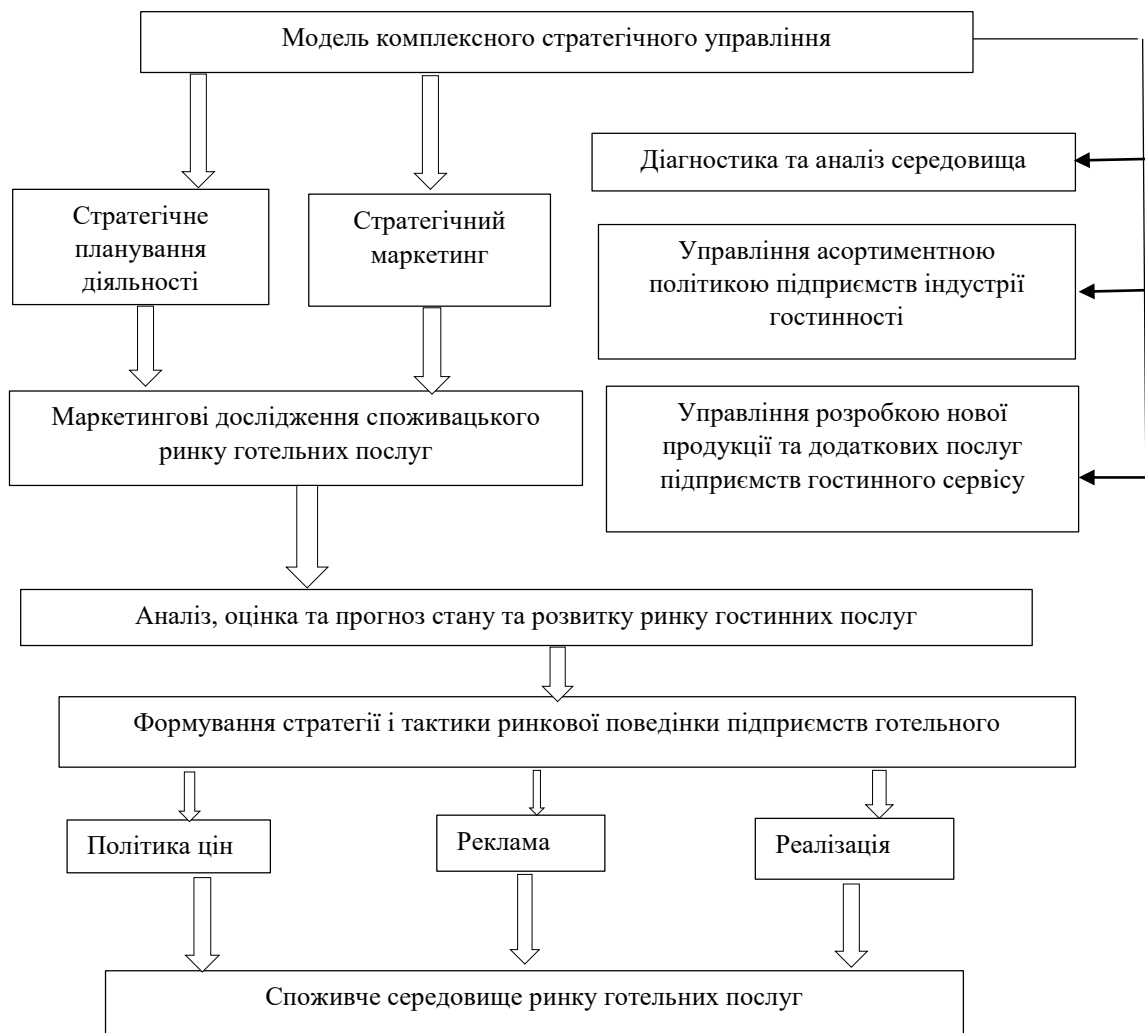 Модель комплексного стратегічного управління
Діагностика та аналіз середовища
Стратегічне
планування
діяльності
Стратегічний
маркетинг
Управління асортиментною
політикою підприємств індустрії
гостинності
Маркетингові дослідження споживацького
ринку готельних послуг
Управління розробкою нової
продукції та додаткових послуг
підприємств гостинного сервісу
Аналіз, оцінка та прогноз стану та розвитку ринку гостинних послуг
Формування стратегії і тактики ринкової поведінки підприємств готельного
Політика цін
Реклама
Реалізація
Споживче середовище ринку готельних послуг